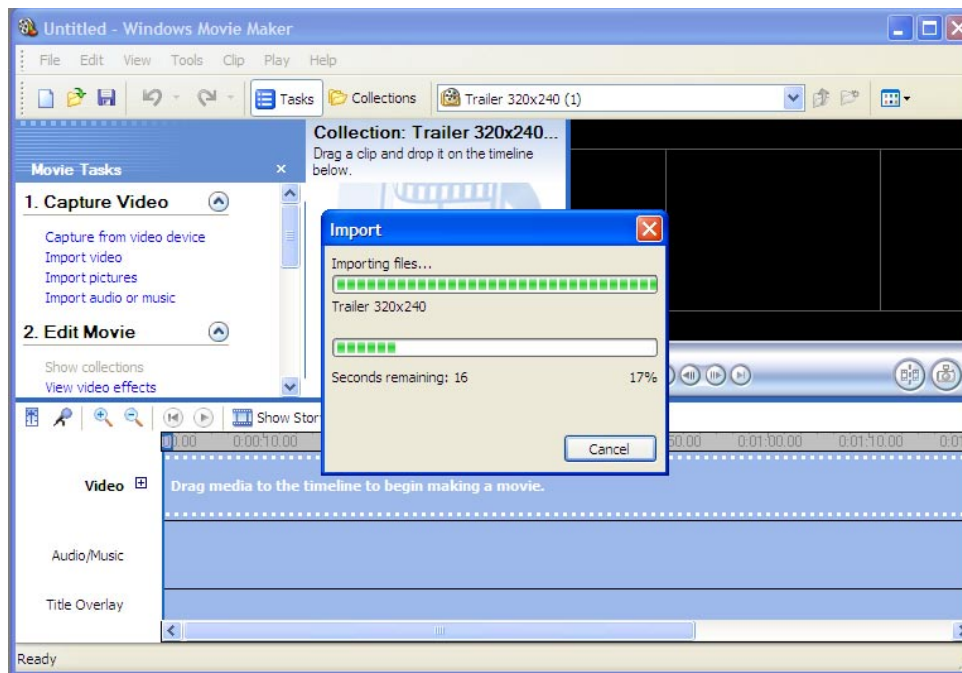 Untitled - Windows Movie Maker
File Edit View Tools Clip Play Help
Tasks Collections Trailer 320x240 (1)
Movie Tasks
Collection: Trailer 320x240...
Drag a clip and drop it on the timeline
below.
1. Capture Video
Capture from video device
Import video
Import pictures
Import audio or music
2. Edit Movie
Show collections
View video effects
Import
Importing files...
Trailer 320x240
Seconds remaining: 16 17%
Cancel
Show Stor
0:00:10.00 50.00 0:01:00.00 0:01:10.00
Video Drag media to the timeline to begin making a movie.
Audio/Music
Title Overlay
Ready